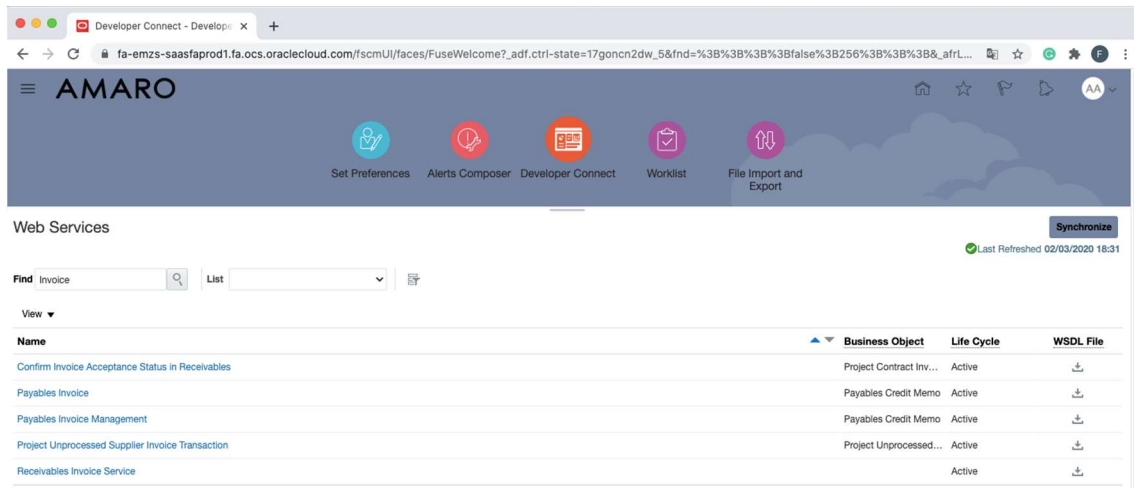 Developer Connect - Develope
fa-emzs-saasfaprod1.fa.ocs.oraclecloud.com/fscmUI/faces/FuseWelcome?_adf.ctrl-state=17goncn2dw_5&fnd=%3B%3B%3B%3Bfalse%3B256%3B%3B%3B&_afrL...
F
AMARO
AA
Set Preferences
Alerts Composer
Developer Connect
Worklist
File Import and
Export
Web Services
Synchronize
Last Refreshed 02/03/2020 18:31
Find Invoice List
View
Name Business Object Life Cycle WSDL File
Confirm Invoice Acceptance Status in Receivables Project Contract Inv... Active
Payables Invoice Payables Credit Memo Active
Payables Invoice Management Payables Credit Memo Active
Project Unprocessed Supplier Invoice Transaction Project Unprocessed... Active
Receivables Invoice Service Active